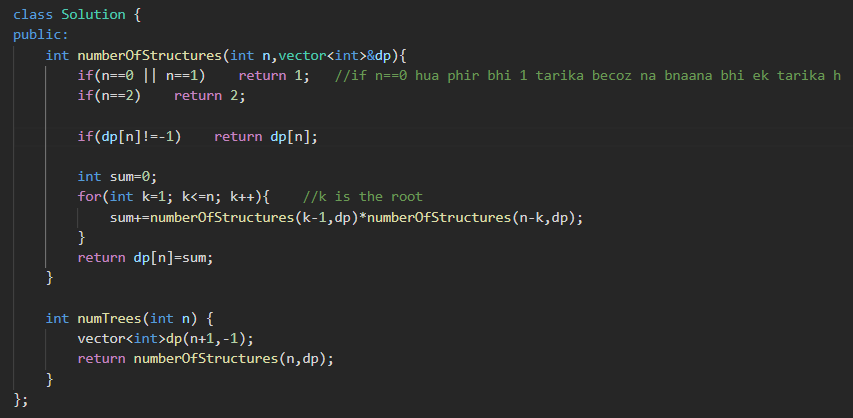 class Solution {
public:
    int numberOfStructures(int n,vector<int>&dp){
        if(n==0 || n==1)    return 1;   //if n==0 hua phir bhi 1 tarika becoz na bnaana bhi ek tarika h
        if(n==2)    return 2;
        if(dp[n]!=-1)    return dp[n];
        int sum=0;
        for(int k=1; k<=n; k++){    //k is the root
            sum+=numberOfStructures(k-1,dp)*numberOfStructures(n-k,dp);
        }
        return dp[n]=sum;
    }
    int numTrees(int n) {
        vector<int>dp(n+1,-1);
        return numberOfStructures(n,dp);
    }
};